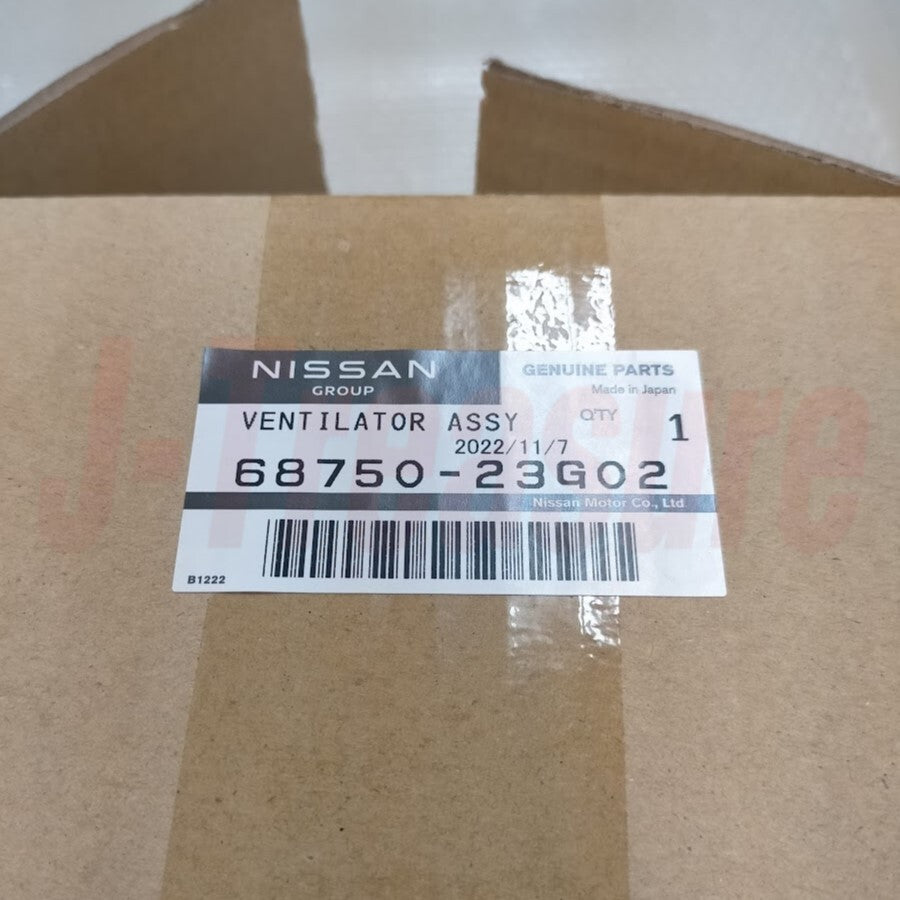 NISSAN
GROUP
GENUINE PARTS
Made in Japan
VENTILATOR ASSY
Q'TY 1
2022/11/7
68750-23G02
Nissan Motor Co., Ltd
B1222
J-Treasure